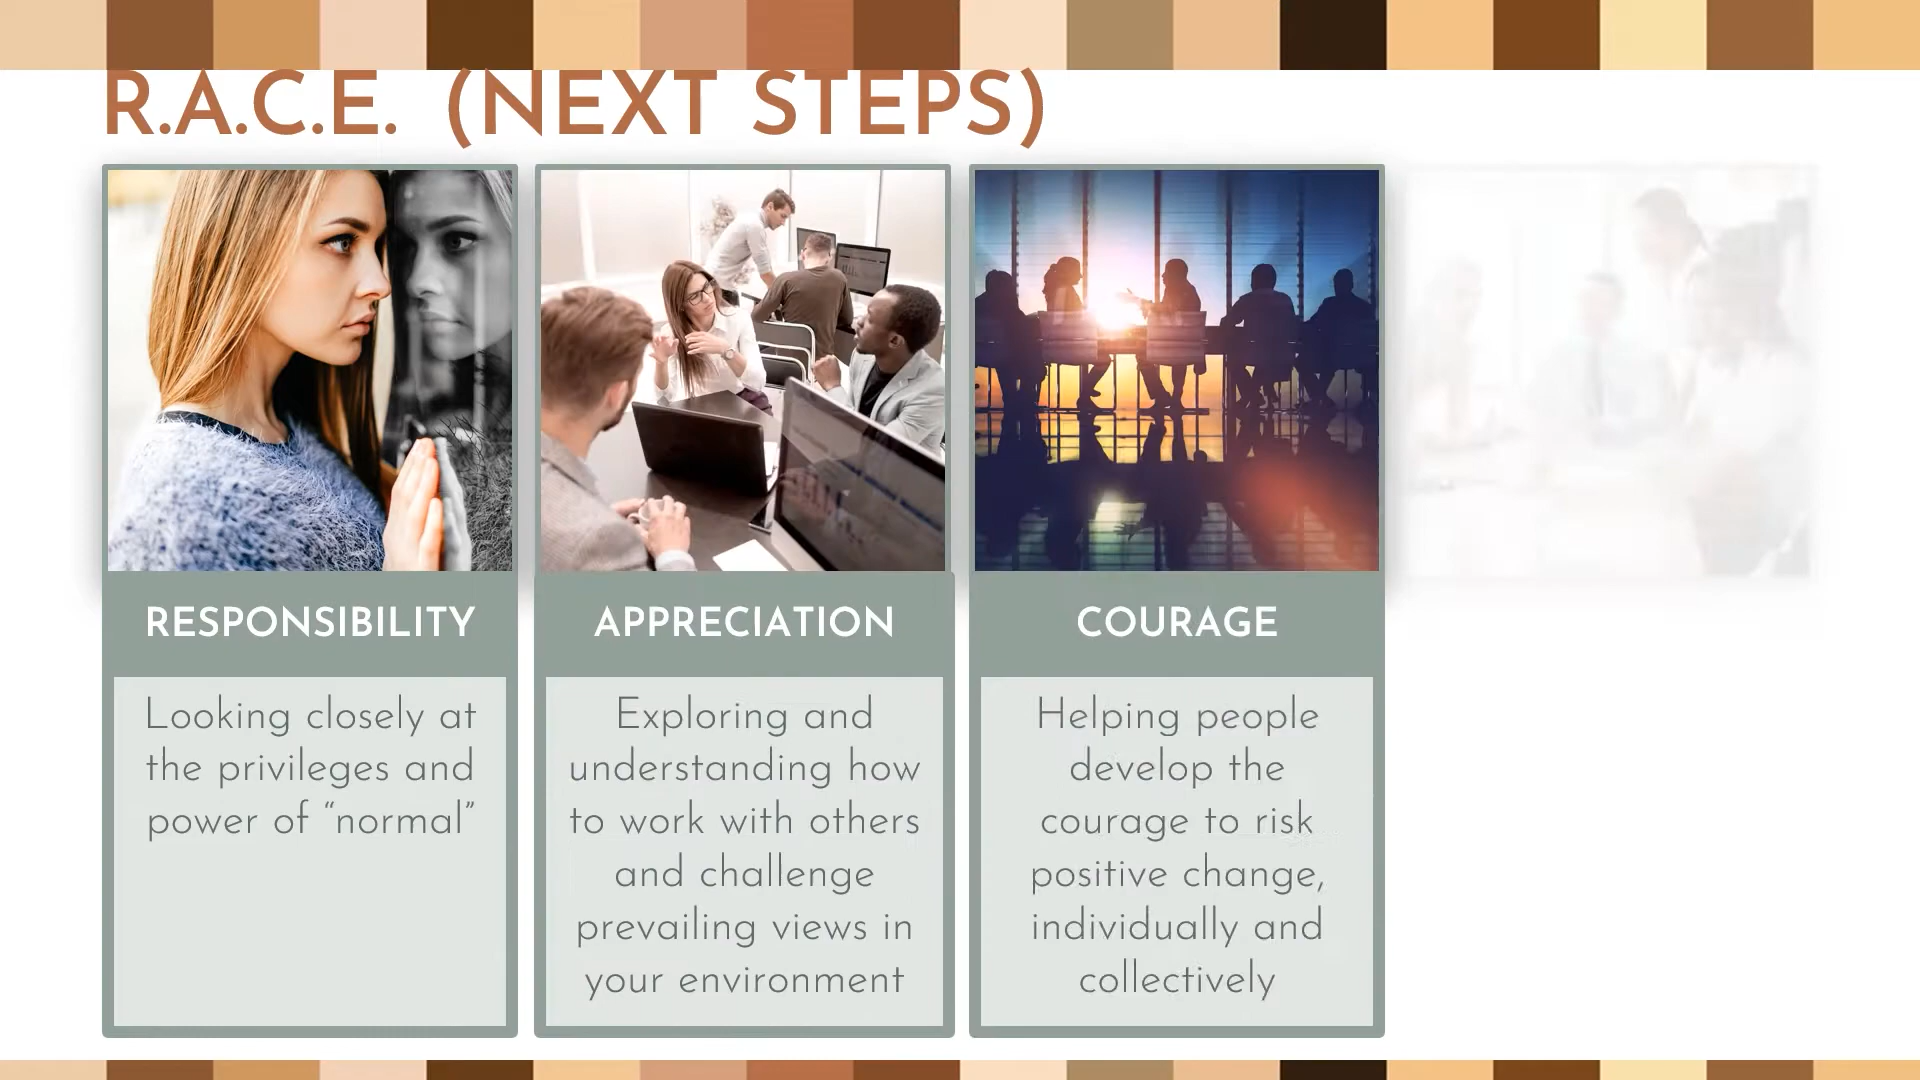 R.A.C.E. (NEXT STEPS)
RESPONSIBILITY
Looking closely at
the privileges and
power of “normal”
APPRECIATION
Exploring and
understanding how
to work with others
and challenge
prevailing views in
your environment
COURAGE
Helping people
develop the
courage to risk
positive change,
individually and
collectively